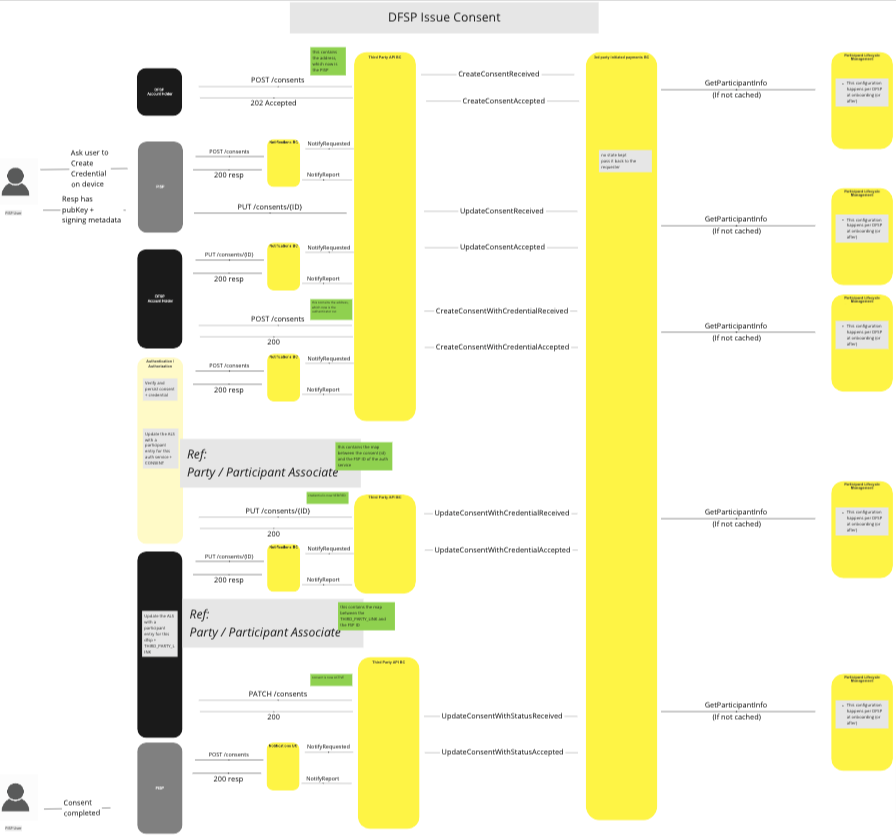 DFSP Issue Consent
this contains
the address,
which now is
the PISP
Third Party API BC
3rd party initiated payments BC
Participant Lifecycle
Management?
DFSP
Account Holder
POST /consents
202 Accepted
CreateConsentReceived
CreateConsentAccepted
GetParticipantInfo
(If not cached)
This configuration
happens per DFSP
at onboarding (or
after)
Ask user to
Create
Credential
on device
Resp has
pubKey +
signing metadata
PISP User
PISP
POST /consents
200 resp
Notifications BC
NotifyRequested
NotifyReport
no state kept
pass it back to the
requester
PUT /consents/{ID}
UpdateConsentReceived
UpdateConsentAccepted
Participant Lifecycle
Management?
GetParticipantInfo
(If not cached)
This configuration
happens per DFSP
at onboarding (or
after)
DFSP
Account Holder
PUT /consents/{ID}
200 resp
Notifications BC
NotifyRequested
NotifyReport
POST /consents
200
CreateConsentWithCredentialReceived
CreateConsentWithCredentialAccepted
Participant Lifecycle
Management?
GetParticipantInfo
(If not cached)
This configuration
happens per DFSP
at onboarding (or
after)
Authentication /
Authorization
Verify and
persist consent
+ credential
POST /consents
200 resp
Notifications BC
NotifyRequested
NotifyReport
Update the ALS
with a
participant
entry for this
auth service +
CONSENT
Ref:
Party / Participant Associate
this contains the map
between the consent (id)
and the FSP ID of the auth
service
PUT /consents/{ID}
200
Third Party API BC
UpdateConsentWithCredentialReceived
UpdateConsentWithCredentialAccepted
Participant Lifecycle
Management?
GetParticipantInfo
(If not cached)
This configuration
happens per DFSP
at onboarding (or
after)
PUT /consents/{ID}
200 resp
Notifications BC
NotifyRequested
NotifyReport
Update the ALS
with a
participant
entry for this
dfsp +
THIRD_PARTY_L
INK
Ref:
Party / Participant Associate
this contains the map
between the
THIRD_PARTY_LINK and
the FSP ID
Third Party API BC
PATCH /consents
200
UpdateConsentWithStatusReceived
UpdateConsentWithStatusAccepted
Participant Lifecycle
Management?
GetParticipantInfo
(If not cached)
This configuration
happens per DFSP
at onboarding (or
after)
PISP
POST /consents
200 resp
Notifications BC
NotifyRequested
NotifyReport
Consent
completed
PISP User